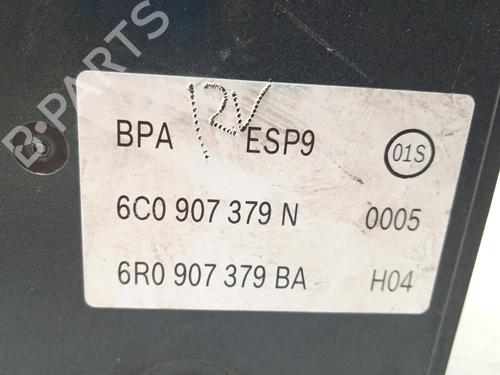 B-PARTS
BPA 12V ESP9 01S
6C0 907 379 N 0005
6R0 907 379 BA H04